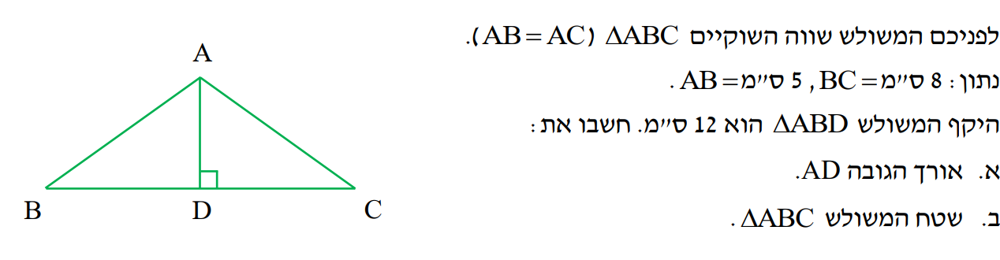 לפניכם המשולש שווה השוקיים ΔABC (AB = AC).
נתון: 8 ס״מ = BC, 5 ס״מ = AB.
היקף המשולש ΔABD הוא 12 ס״מ. חשבו את:
א. אורך הגובה AD.
ב. שטח המשולש ΔABC.
A
B
D
C